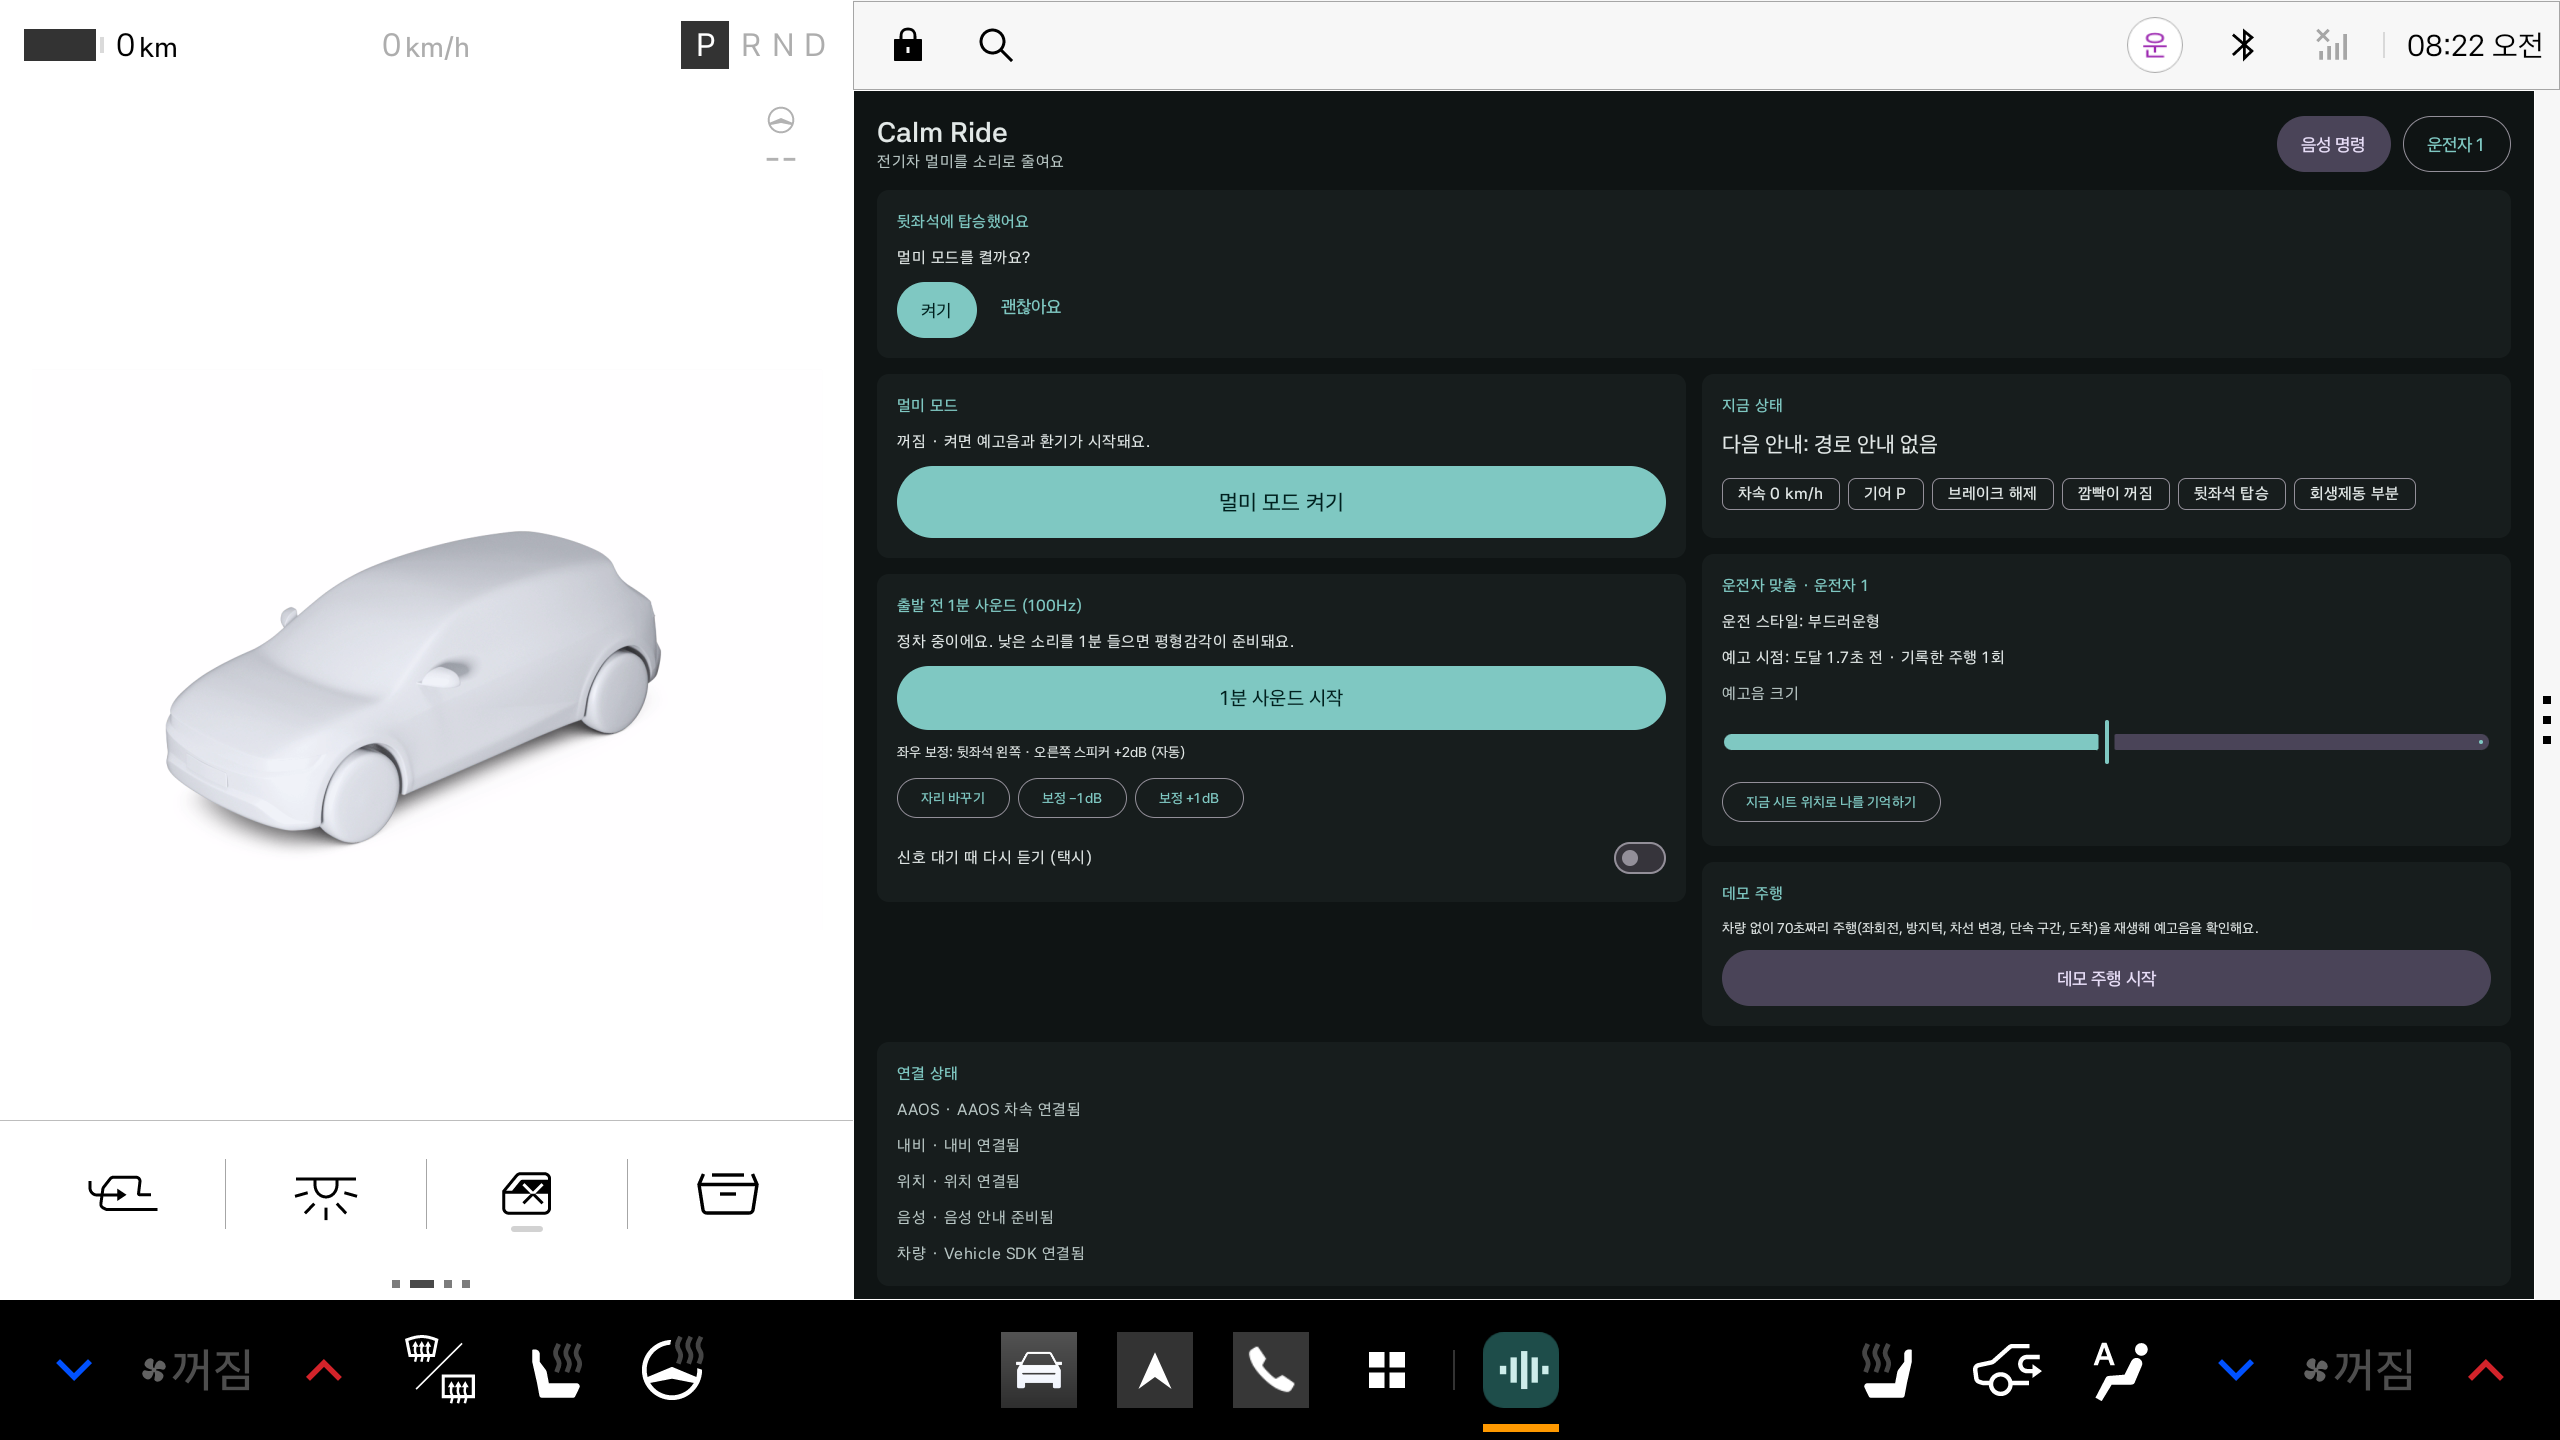 0 km
0 km/h
P R N D
운
08:22 오전
Calm Ride
전기차 멀미를 소리로 줄여요
음성 명령
운전자 1
뒷좌석에 탑승했어요
멀미 모드를 켤까요?
켜기
괜찮아요
멀미 모드
꺼짐 · 켜면 예고음과 환기가 시작돼요.
멀미 모드 켜기
출발 전 1분 사운드 (100Hz)
정차 중이에요. 낮은 소리를 1분 들으면 평형감각이 준비돼요.
1분 사운드 시작
좌우 보정: 뒷좌석 왼쪽 · 오른쪽 스피커 +2dB (자동)
자리 바꾸기
보정 −1dB
보정 +1dB
신호 대기 때 다시 듣기 (택시)
지금 상태
다음 안내: 경로 안내 없음
차속 0 km/h
기어 P
브레이크 해제
깜빡이 꺼짐
뒷좌석 탑승
회생제동 부분
운전자 맞춤 · 운전자 1
운전 스타일: 부드러운형
예고 시점: 도달 1.7초 전 · 기록한 주행 1회
예고음 크기
지금 시트 위치로 나를 기억하기
데모 주행
차량 없이 70초짜리 주행(좌회전, 방지턱, 차선 변경, 단속 구간, 도착)을 재생해 예고음을 확인해요.
데모 주행 시작
연결 상태
AAOS · AAOS 차속 연결됨
내비 · 내비 연결됨
위치 · 위치 연결됨
음성 · 음성 안내 준비됨
차량 · Vehicle SDK 연결됨
꺼짐
A
꺼짐